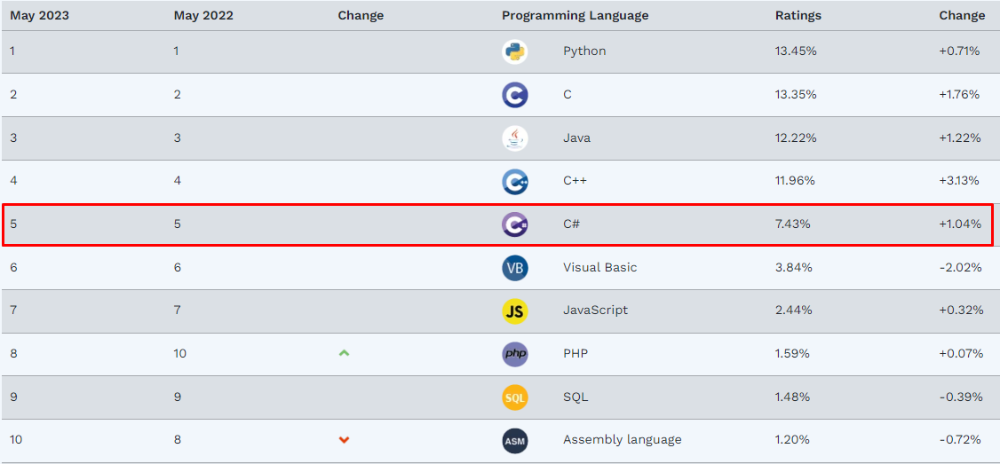 May 2023 May 2022 Change Programming Language Ratings Change
1 1 Python 13.45% +0.71%
2 2 C C 13.35% +1.76%
3 3 Java 12.22% +1.22%
4 4 C++ C++ 11.96% +3.13%
5 5 C# C# 7.43% +1.04%
6 6 VB Visual Basic 3.84% -2.02%
7 7 JS JavaScript 2.44% +0.32%
8 10 php PHP 1.59% +0.07%
9 9 SQL SQL 1.48% -0.39%
10 8 ASM Assembly language 1.20% -0.72%